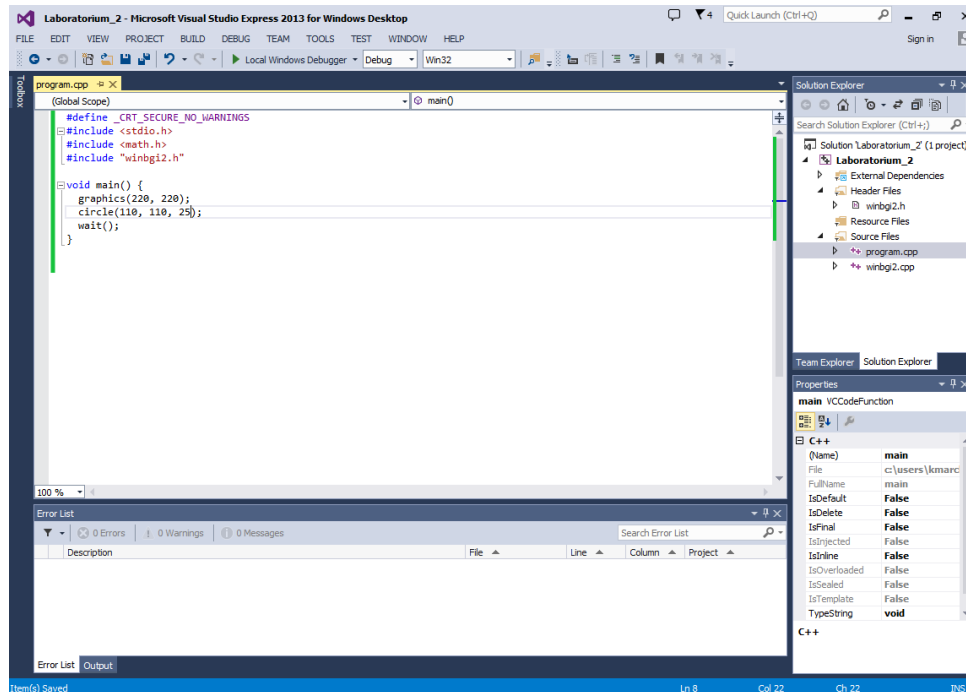 Laboratorium_2 - Microsoft Visual Studio Express 2013 for Windows Desktop
4
Quick Launch (Ctrl+Q)
FILE EDIT VIEW PROJECT BUILD DEBUG TEAM TOOLS TEST WINDOW HELP
Sign in
Local Windows Debugger Debug Win32
Toolbox
program.cpp
(Global Scope) main()
#define _CRT_SECURE_NO_WARNINGS
#include <stdio.h>
#include <math.h>
#include "winbgi2.h"
void main() {
graphics(220, 220);
circle(110, 110, 25);
wait();
}
100 %
Error List
0 Errors 0 Warnings 0 Messages
Search Error List
Description File Line Column Project
Error List Output
Solution Explorer
Search Solution Explorer (Ctrl+;)
Solution 'Laboratorium_2' (1 project)
Laboratorium_2
External Dependencies
Header Files
winbgi2.h
Resource Files
Source Files
program.cpp
winbgi2.cpp
Team Explorer Solution Explorer
Properties
main VCCodeFunction
C++
(Name) main
File c:\users\kmarc
FullName main
IsDefault False
IsDelete False
IsFinal False
IsInjected False
IsInline False
IsOverloaded False
IsSealed False
IsTemplate False
TypeString void
C++
Item(s) Saved Ln 8 Col 22 Ch 22 INS